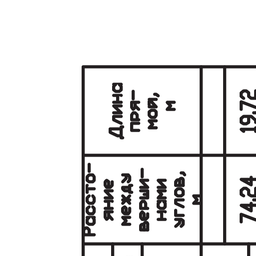 Длина
пря-
мой,
м
19,72
Рассто-
яние
между
верши-
нами
углов,
м
74,24